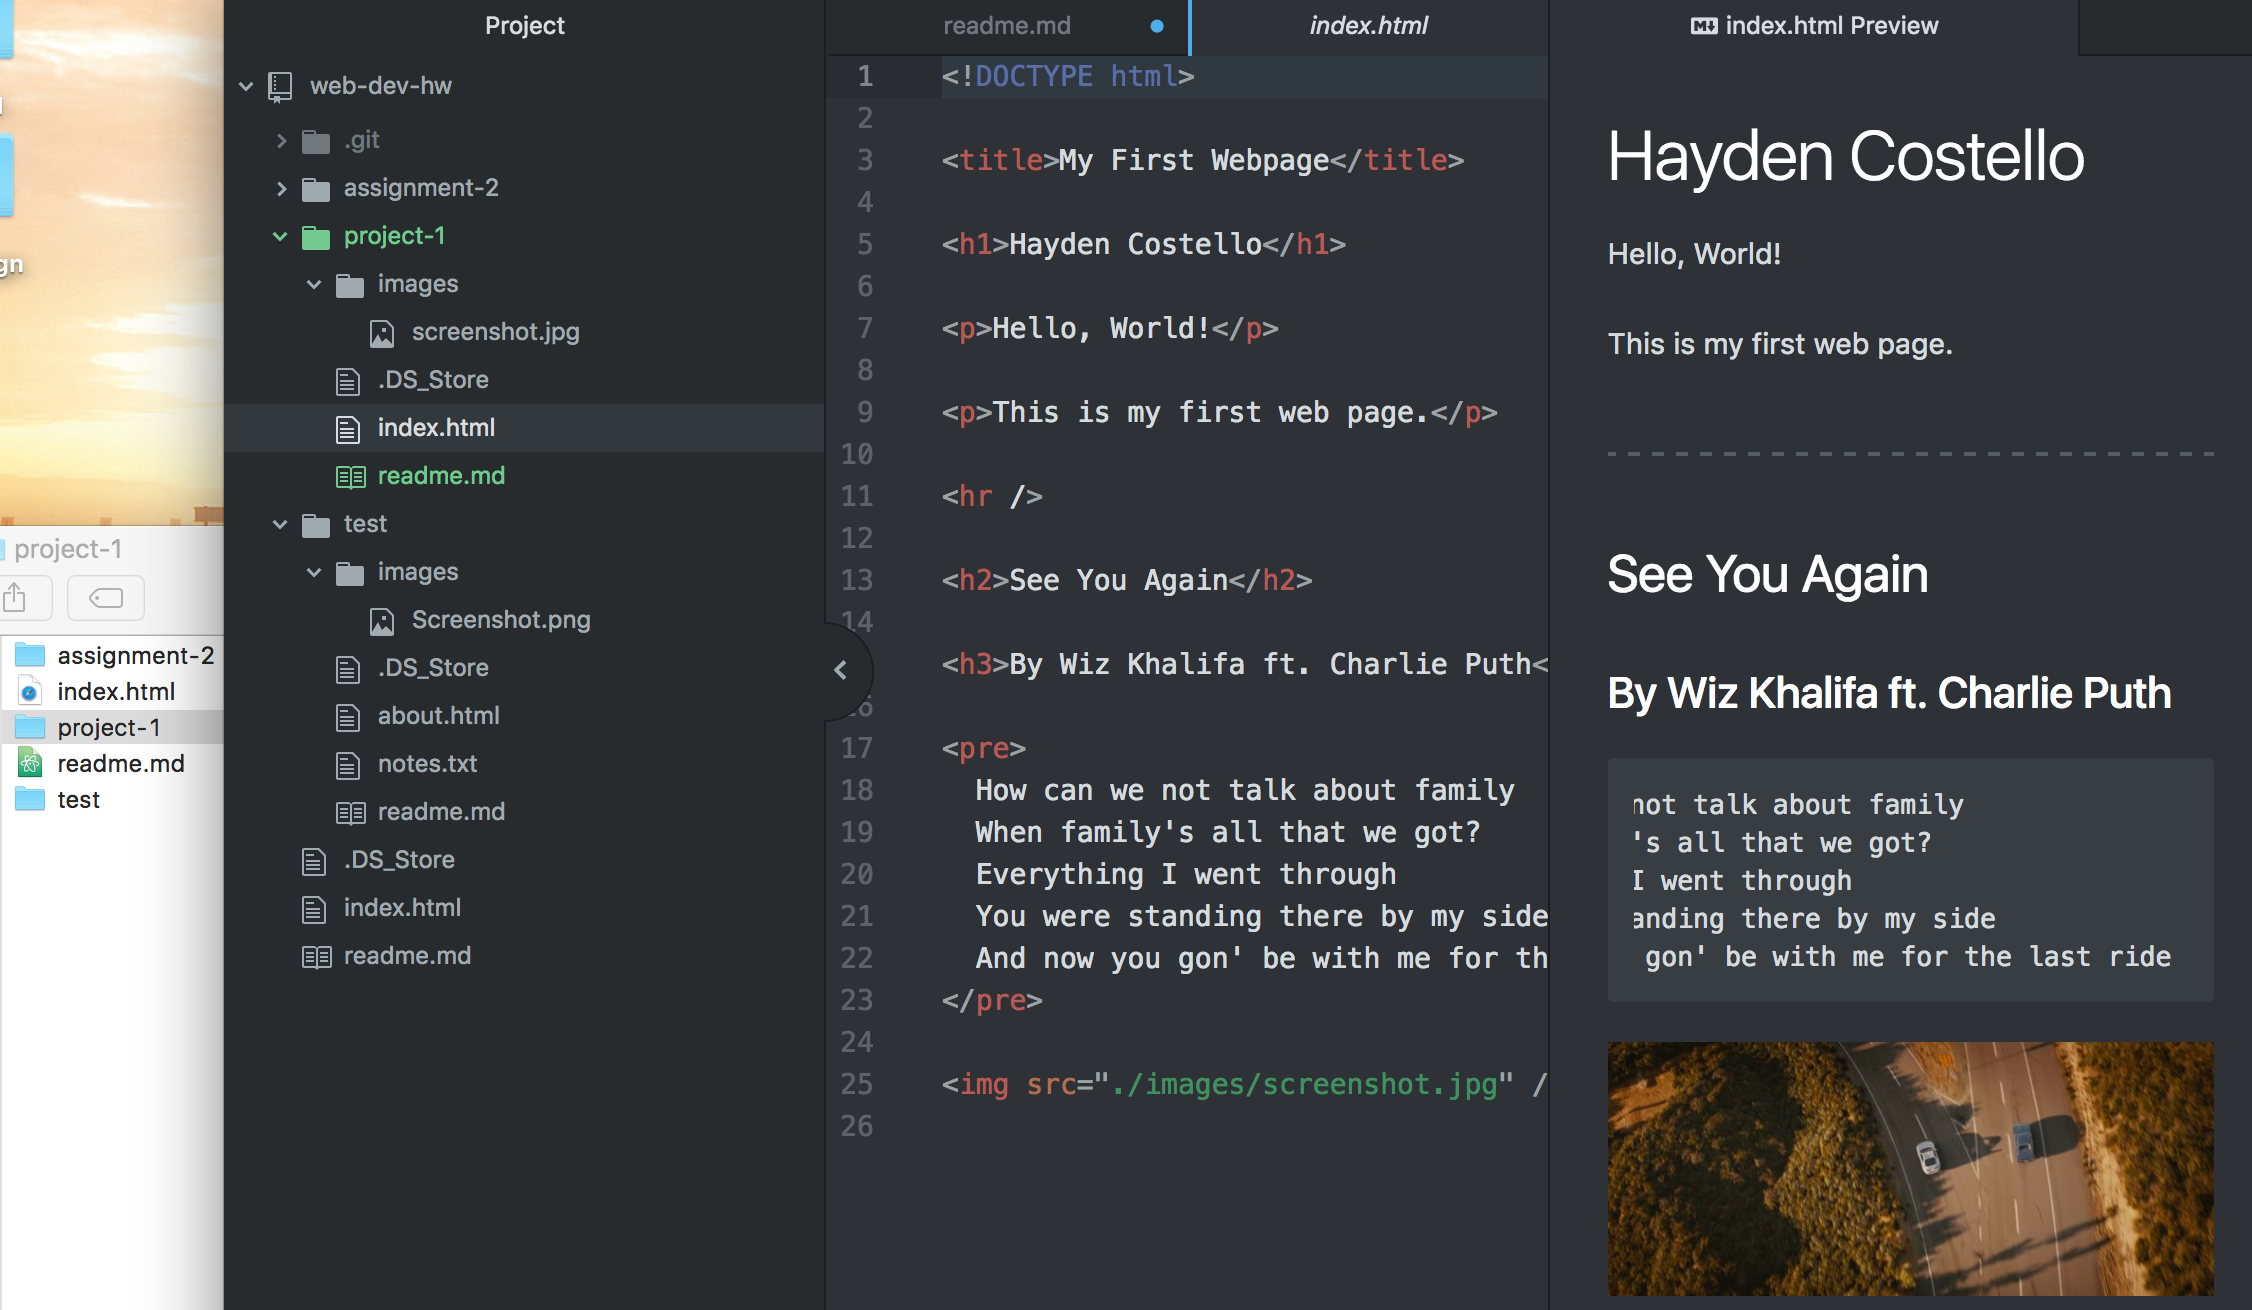 gn
project-1
assignment-2
index.html
project-1
readme.md
test
Project
web-dev-hw
.git
assignment-2
project-1
images
screenshot.jpg
.DS_Store
index.html
readme.md
test
images
Screenshot.png
.DS_Store
about.html
notes.txt
readme.md
.DS_Store
index.html
readme.md
readme.md
index.html
1 <!DOCTYPE html>
2
3 <title>My First Webpage</title>
4
5 <h1>Hayden Costello</h1>
6
7 <p>Hello, World!</p>
8
9 <p>This is my first web page.</p>
10
11 <hr />
12
13 <h2>See You Again</h2>
14
<h3>By Wiz Khalifa ft. Charlie Puth<
16
17 <pre>
18 How can we not talk about family
19 When family's all that we got?
20 Everything I went through
21 You were standing there by my side
22 And now you gon' be with me for th
23 </pre>
24
25 <img src="./images/screenshot.jpg" /
26
index.html Preview
Hayden Costello
Hello, World!
This is my first web page.
See You Again
By Wiz Khalifa ft. Charlie Puth
not talk about family
's all that we got?
I went through
anding there by my side
gon' be with me for the last ride